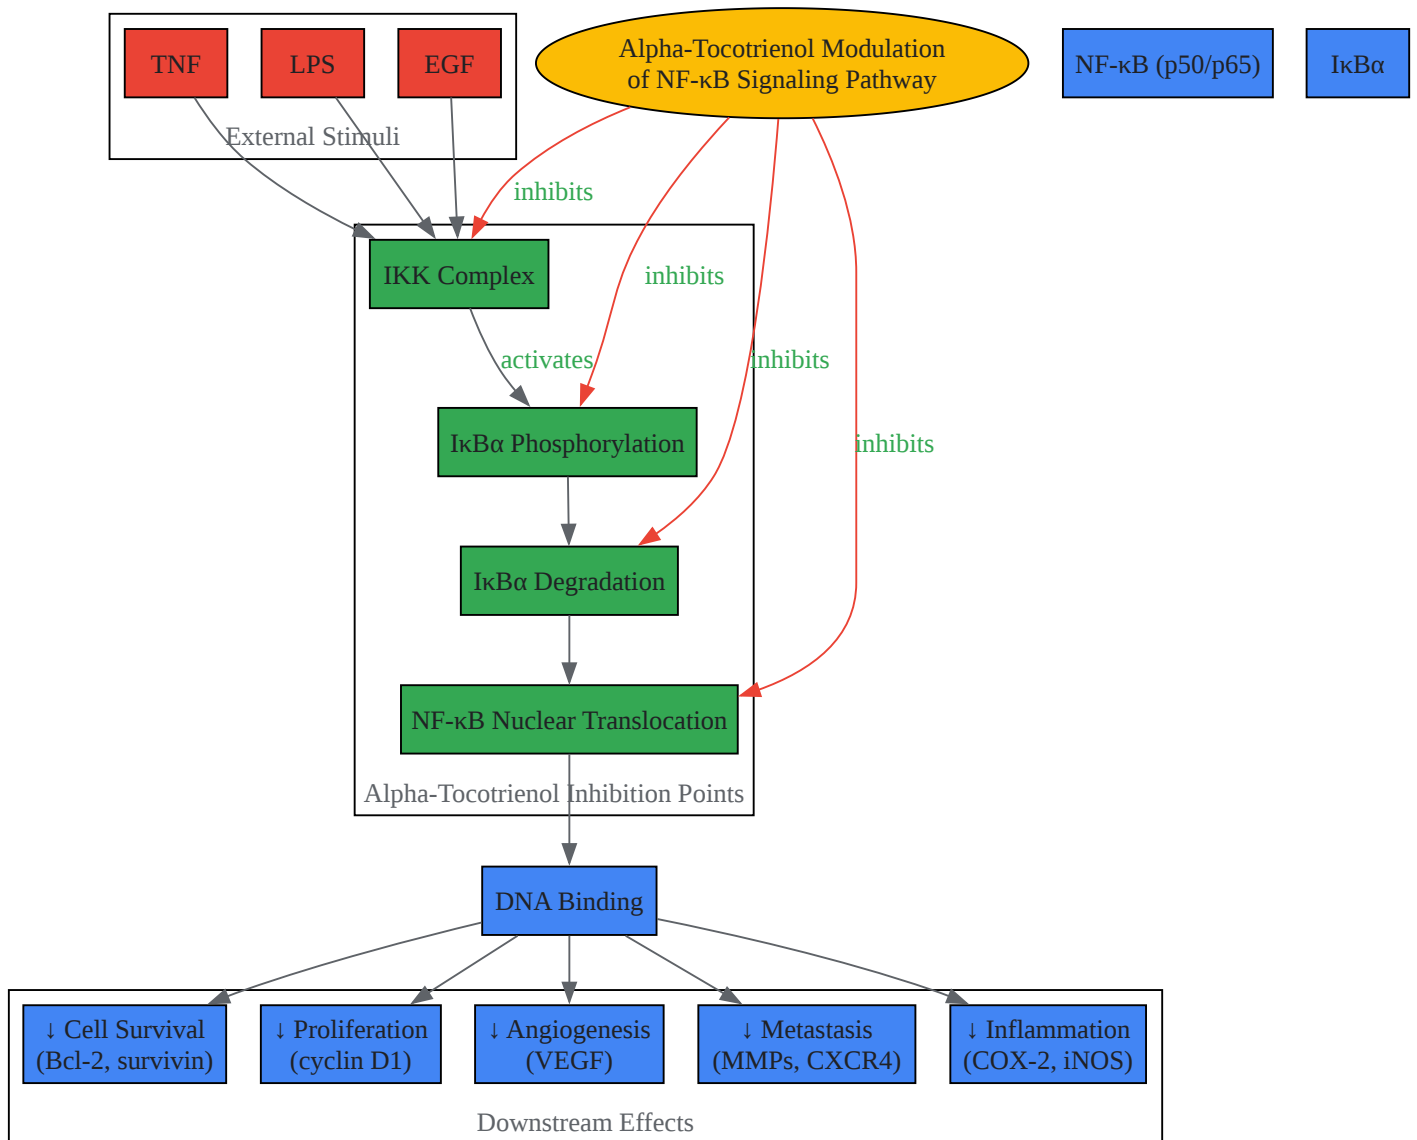 TNF
LPS
EGF
External Stimuli
Alpha-Tocotrienol Modulation
of NF-κB Signaling Pathway
NF-κB (p50/p65)
IκBα
inhibits
IKK Complex
inhibits
activates
inhibits
IκBα Phosphorylation
inhibits
IκBα Degradation
NF-κB Nuclear Translocation
Alpha-Tocotrienol Inhibition Points
DNA Binding
↓ Cell Survival
(Bcl-2, survivin)
↓ Proliferation
(cyclin D1)
↓ Angiogenesis
(VEGF)
↓ Metastasis
(MMPs, CXCR4)
↓ Inflammation
(COX-2, iNOS)
Downstream Effects